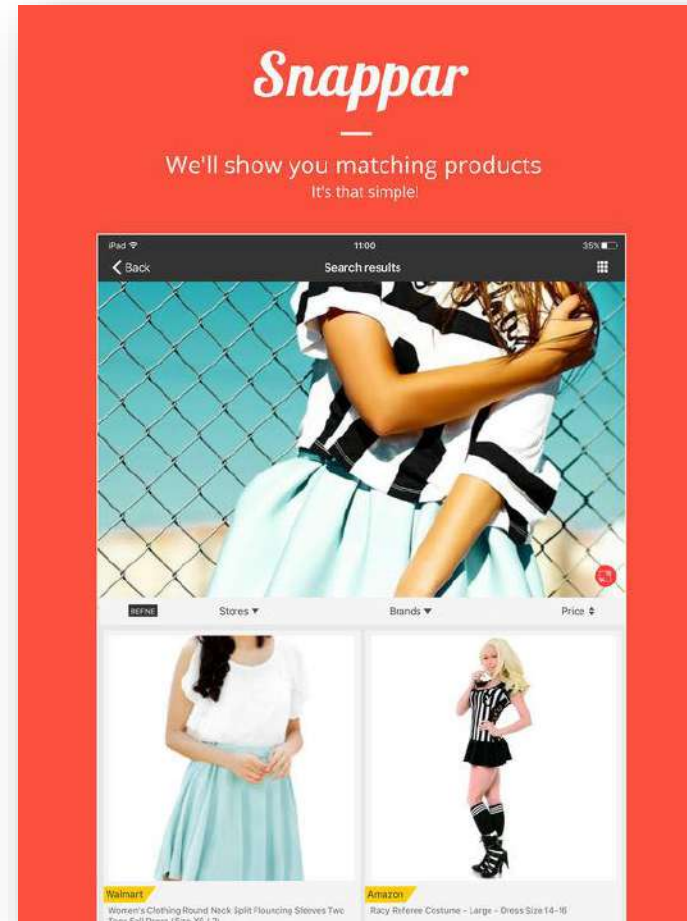 Snappar
We'll show you matching products
It's that simple!
iPad 11:00 35%
Back Search results
REFINE Stores Brands Price
Walmart
Women's Clothing Round Neck Split Flouncing Sleeves Two
Amazon
Racy Referee Costume - Large - Dress Size 14-16